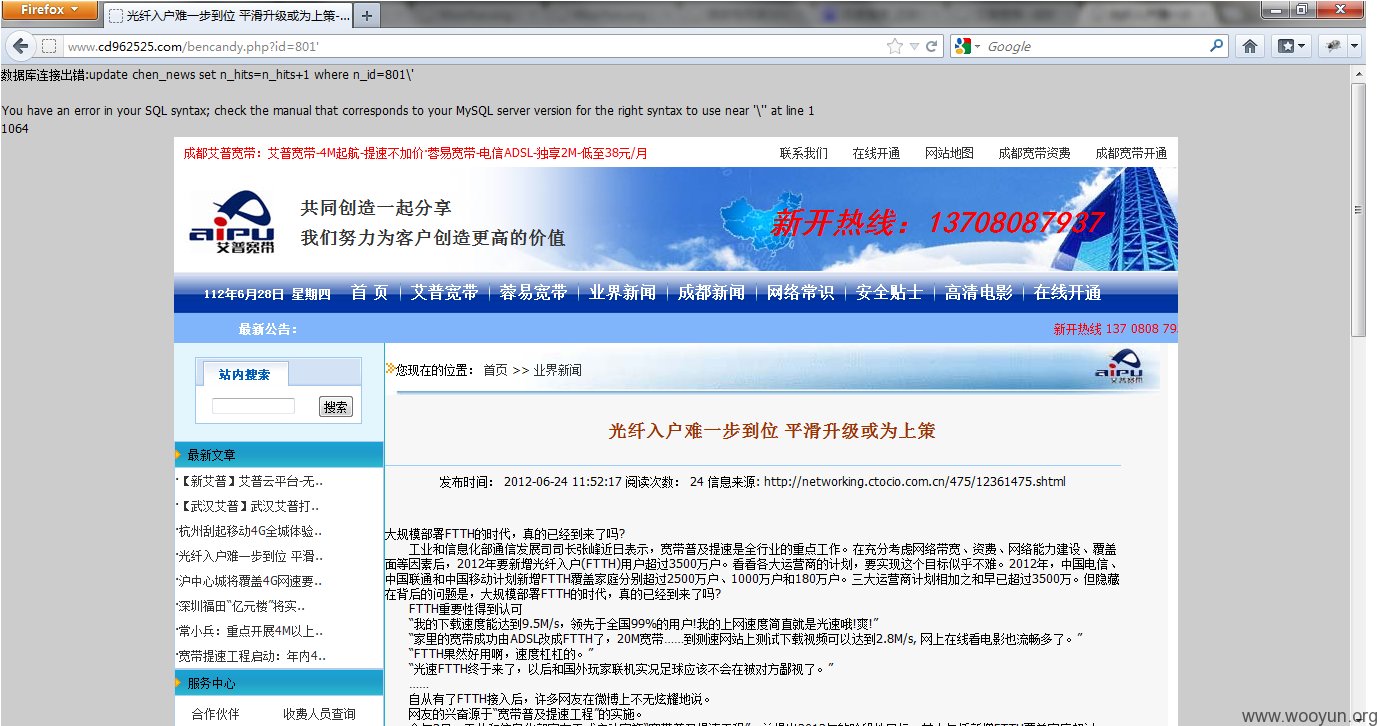 Firefox
光纤入户难一步到位 平滑升级或为上策-...
www.cd962525.com/bencandy.php?id=801'
Google
数据库连接出错:update chen_news set n_hits=n_hits+1 where n_id=801\'
You have an error in your SQL syntax; check the manual that corresponds to your MySQL server version for the right syntax to use near '\'' at line 1
1064
成都艾普宽带：艾普宽带-4M起航-提速不加价·蓉易宽带-电信ADSL-独享2M-低至38元/月
联系我们 在线开通 网站地图 成都宽带资费 成都宽带开通
aipu
艾普宽带
共同创造一起分享
我们努力为客户创造更高的价值
新开热线：13708087937
112年6月28日 星期四 首 页 艾普宽带 蓉易宽带 业界新闻 成都新闻 网络常识 安全贴士 高清电影 在线开通
最新公告：
新开热线 137 0808 79
站内搜索
搜索
您现在的位置： 首页 >> 业界新闻
aipu
艾普宽带
光纤入户难一步到位 平滑升级或为上策
发布时间： 2012-06-24 11:52:17 阅读次数： 24 信息来源: http://networking.ctocio.com.cn/475/12361475.shtml
最新文章
·【新艾普】艾普云平台-无..
·【武汉艾普】武汉艾普打..
·杭州刮起移动4G全城体验..
·光纤入户难一步到位 平滑..
·沪中心城将覆盖4G网速要..
·深圳福田“亿元楼”将实..
·常小兵：重点开展4M以上..
·宽带提速工程启动：年内4..
服务中心
合作伙伴 收费人员查询
大规模部署FTTH的时代，真的已经到来了吗?
工业和信息化部通信发展司司长张峰近日表示，宽带普及提速是全行业的重点工作。在充分考虑网络带宽、资费、网络能力建设、覆盖
面等因素后，2012年要新增光纤入户(FTTH)用户超过3500万户。看看各大运营商的计划，要实现这个目标似乎不难。2012年，中国电信、
中国联通和中国移动计划新增FTTH覆盖家庭分别超过2500万户、1000万户和180万户。三大运营商计划相加之和早已超过3500万。但隐藏
在背后的问题是，大规模部署FTTH的时代，真的已经到来了吗?
FTTH重要性得到认可
“我的下载速度能达到9.5M/s，领先于全国99%的用户!我的上网速度简直就是光速哦!爽!”
“家里的宽带成功由ADSL改成FTTH了，20M宽带……到测速网站上测试下载视频可以达到2.8M/s, 网上在线看电影也流畅多了。”
“FTTH果然好用啊，速度杠杠的。”
“光速FTTH终于来了，以后和国外玩家联机实况足球应该不会在被对方鄙视了。”
……
自从有了FTTH接入后，许多网友在微博上不无炫耀地说。
网友的兴奋源于“宽带普及提速工程”的实施。
www.wooyun.org